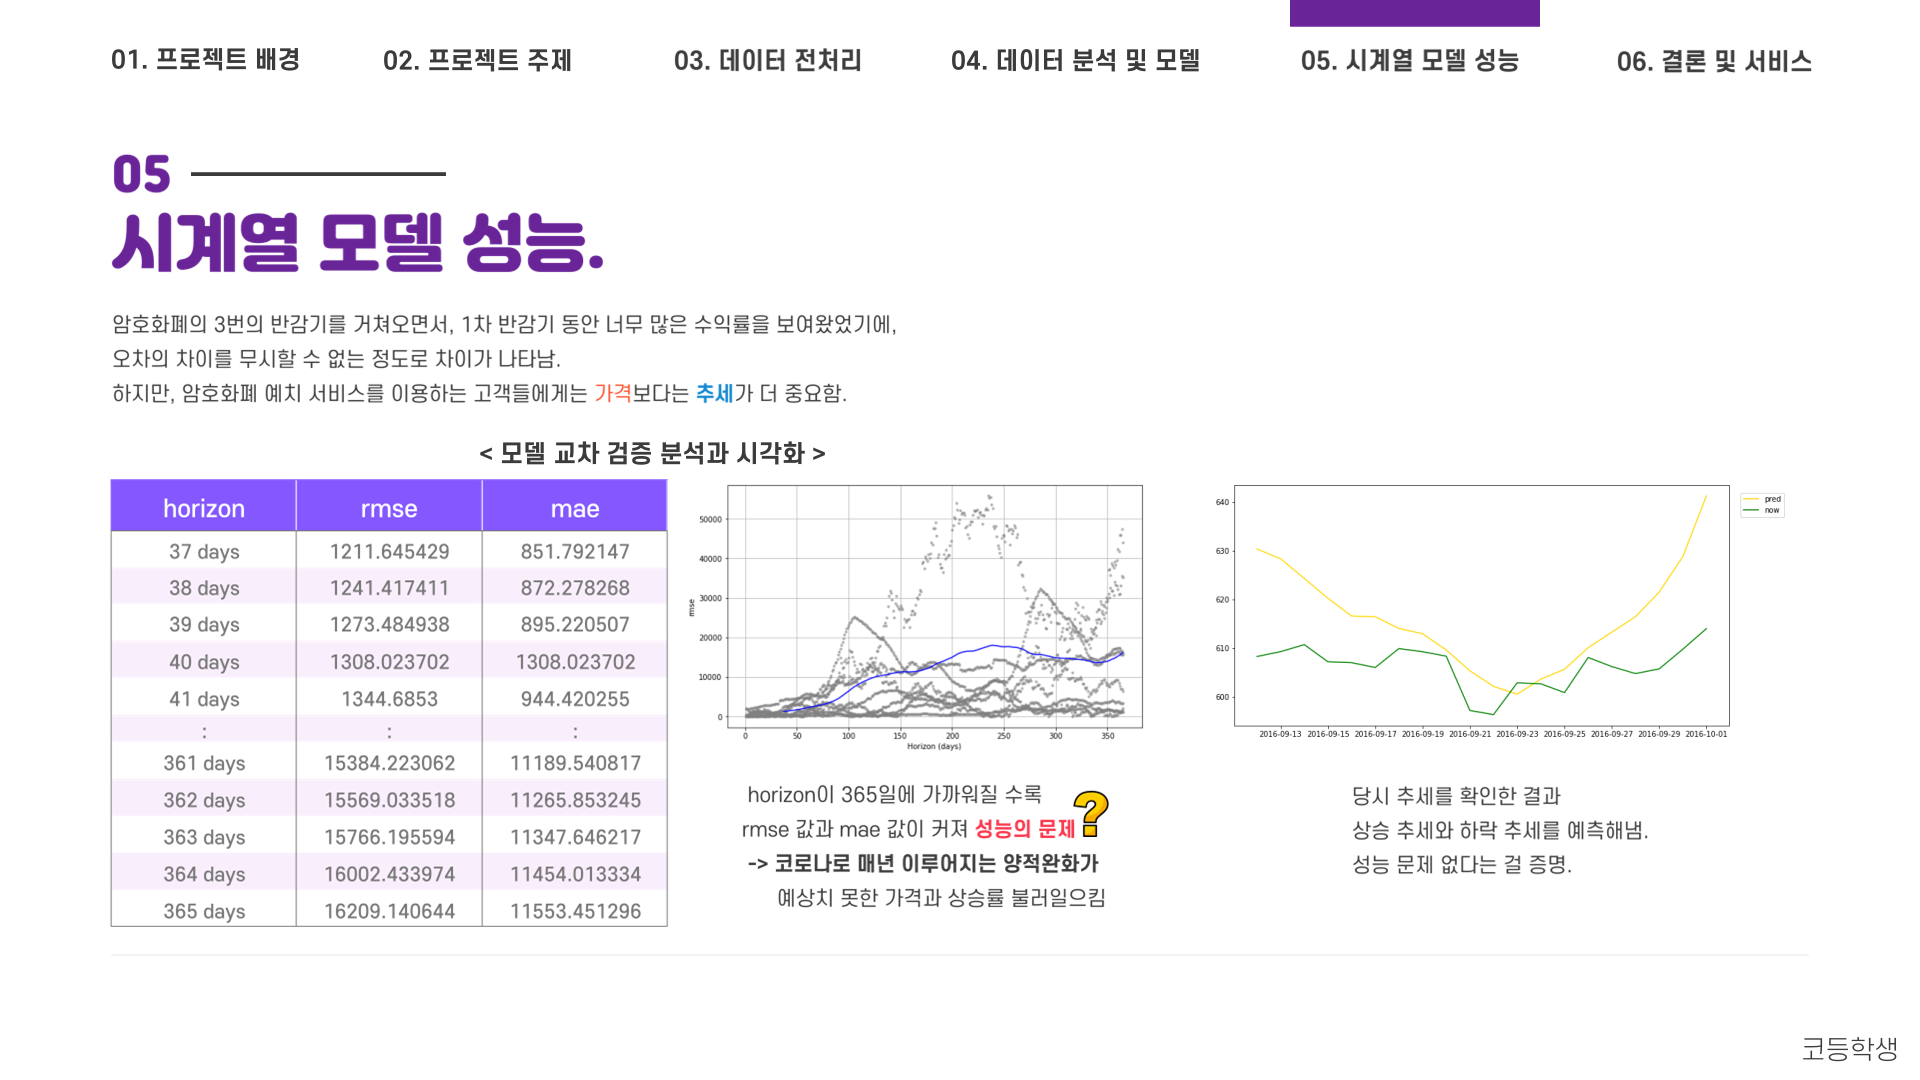 01. 프로젝트 배경
02. 프로젝트 주제
03. 데이터 전처리
04. 데이터 분석 및 모델
05. 시계열 모델 성능
06. 결론 및 서비스
05
시계열 모델 성능.
암호화폐의 3번의 반감기를 거쳐오면서, 1차 반감기 동안 너무 많은 수익률을 보여왔었기에,
오차의 차이를 무시할 수 없는 정도로 차이가 나타남.
하지만, 암호화폐 예치 서비스를 이용하는 고객들에게는 가격보다는 추세가 더 중요함.
< 모델 교차 검증 분석과 시각화 >
horizon rmse mae
37 days 1211.645429 851.792147
38 days 1241.417411 872.278268
39 days 1273.484938 895.220507
40 days 1308.023702 1308.023702
41 days 1344.6853 944.420255
: : :
361 days 15384.223062 11189.540817
362 days 15569.033518 11265.853245
363 days 15766.195594 11347.646217
364 days 16002.433974 11454.013334
365 days 16209.140644 11553.451296
50000
40000
30000
20000
10000
0
rmse
0 50 100 150 200 250 300 350
Horizon (days)
horizon이 365일에 가까워질 수록
rmse 값과 mae 값이 커져 성능의 문제?
-> 코로나로 매년 이루어지는 양적완화가
예상치 못한 가격과 상승률 불러일으킴
640
630
620
610
600
2016-09-13 2016-09-15 2016-09-17 2016-09-19 2016-09-21 2016-09-23 2016-09-25 2016-09-27 2016-09-29 2016-10-01
pred
now
당시 추세를 확인한 결과
상승 추세와 하락 추세를 예측해냄.
성능 문제 없다는 걸 증명.
코등학생